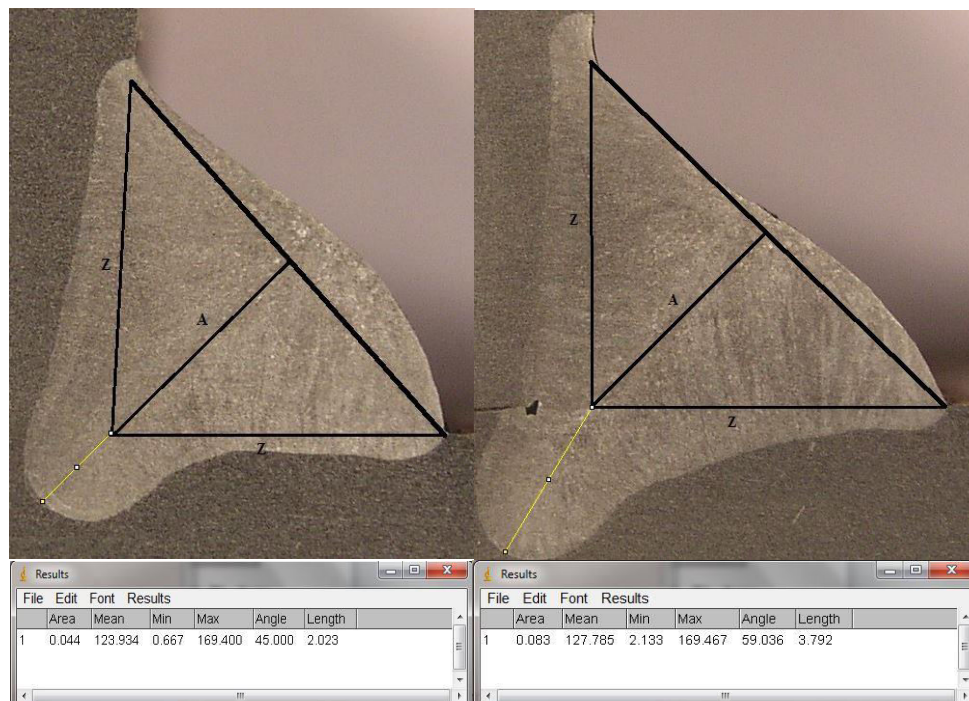 Z
A
Z
Z
A
Z
Results
File Edit Font Results
Area Mean Min Max Angle Length
1 0.044 123.934 0.667 169.400 45.000 2.023
Results
File Edit Font Results
Area Mean Min Max Angle Length
1 0.083 127.785 2.133 169.467 59.036 3.792